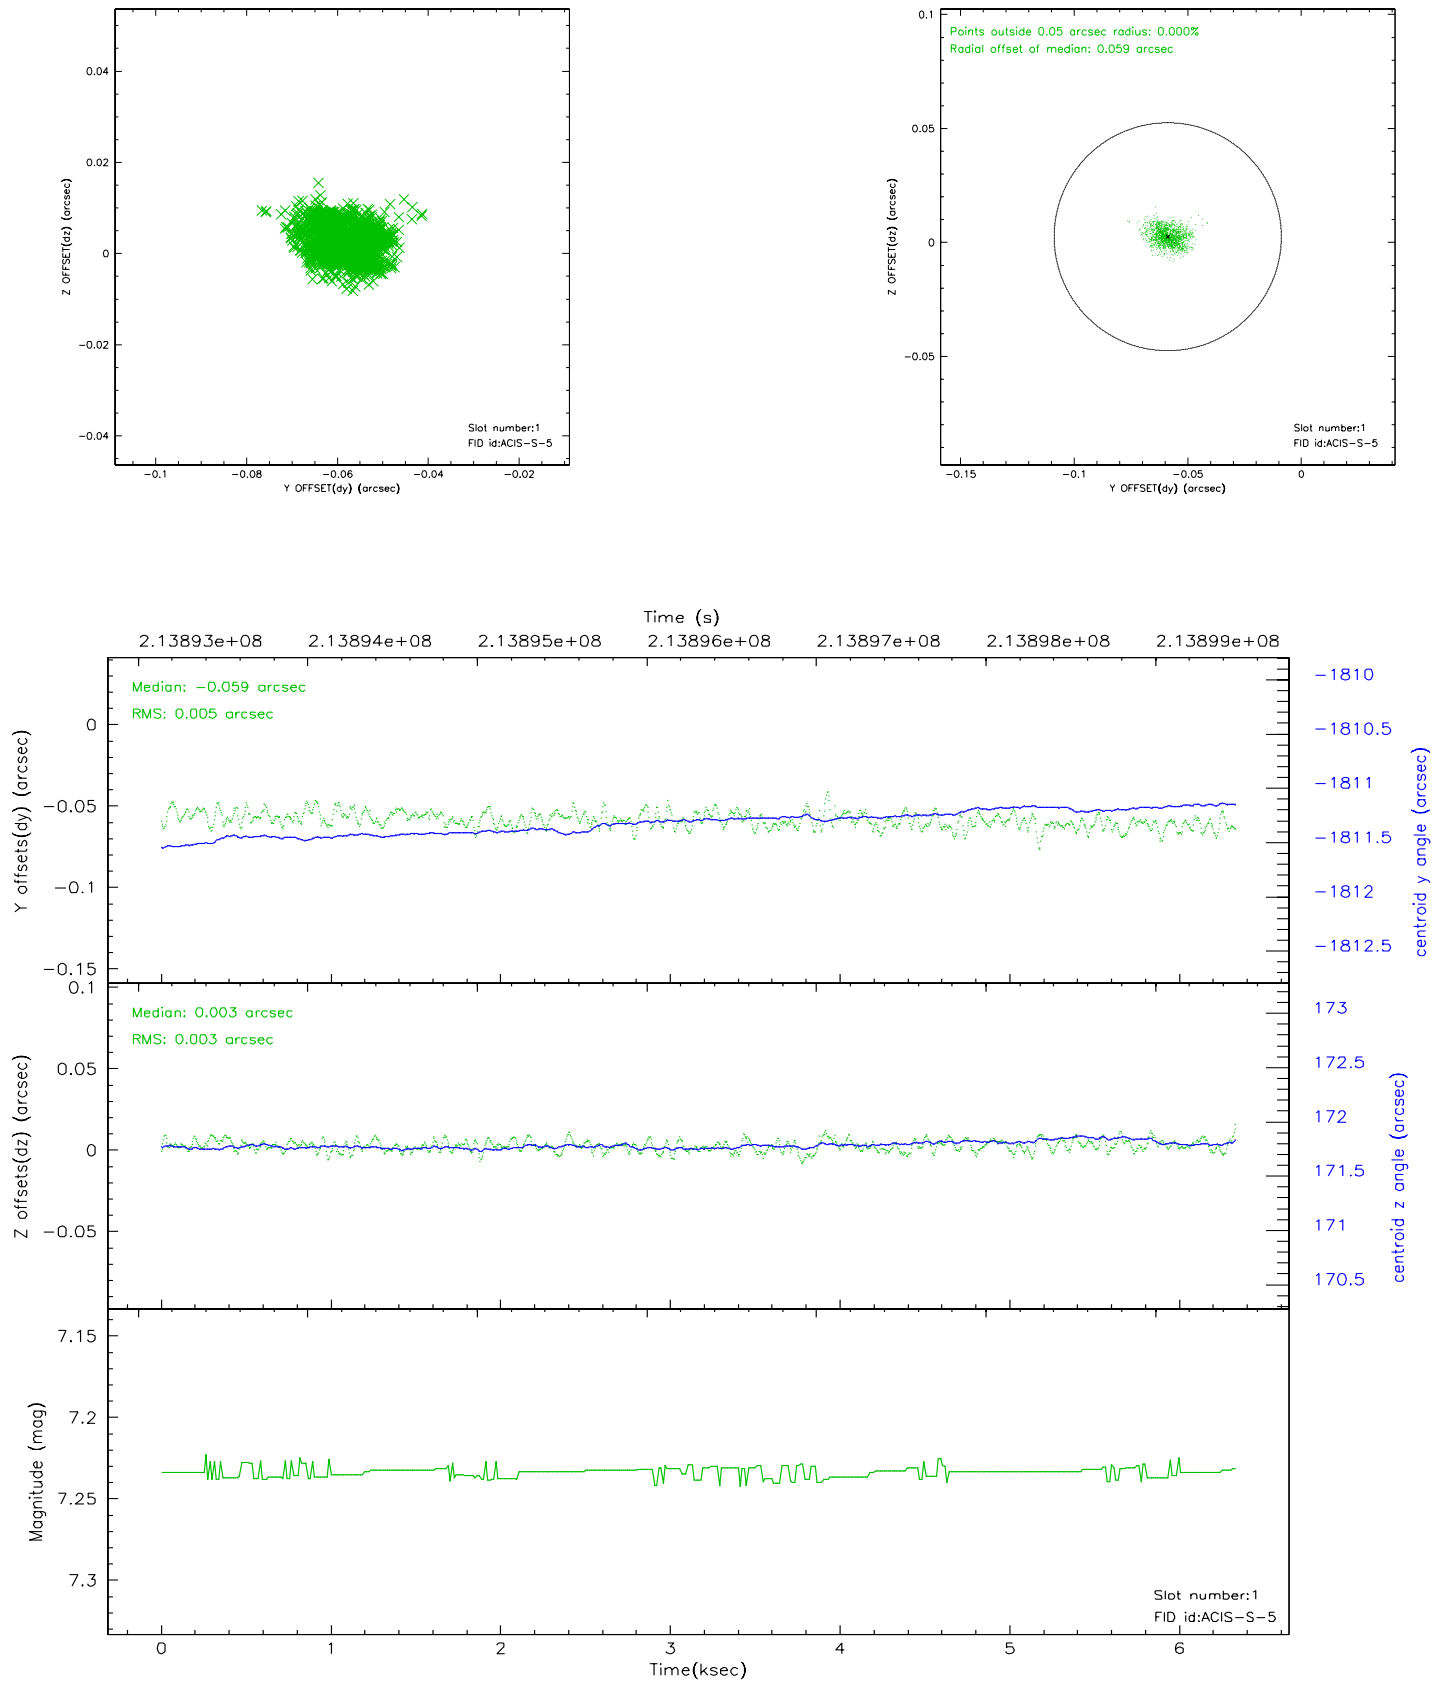 0.04
0.02
0
−0.02
−0.04
Z OFFSET(dz) (arcsec)
Slot number:1
FID id:ACIS−S−5
−0.1
−0.08
−0.06
−0.04
−0.02
Y OFFSET(dy) (arcsec)
Points outside 0.05 arcsec radius: 0.000%
Radial offset of median: 0.059 arcsec
0.1
0.05
0
−0.05
Z OFFSET(dz) (arcsec)
Slot number:1
FID id:ACIS−S−5
−0.15
−0.1
−0.05
0
Y OFFSET(dy) (arcsec)
Time (s)
2.13893e+08
2.13894e+08
2.13895e+08
2.13896e+08
2.13897e+08
2.13898e+08
2.13899e+08
Median: −0.059 arcsec
RMS: 0.005 arcsec
0
−0.05
−0.1
−0.15
Y offsets(dy) (arcsec)
−1810
−1810.5
−1811
−1811.5
−1812
−1812.5
centroid y angle (arcsec)
Median: 0.003 arcsec
RMS: 0.003 arcsec
0.1
0.05
0
−0.05
Z offsets(dz) (arcsec)
173
172.5
172
171.5
171
170.5
centroid z angle (arcsec)
7.15
7.2
7.25
7.3
Magnitude (mag)
Slot number:1
FID id:ACIS−S−5
0
1
2
3
4
5
6
Time(ksec)